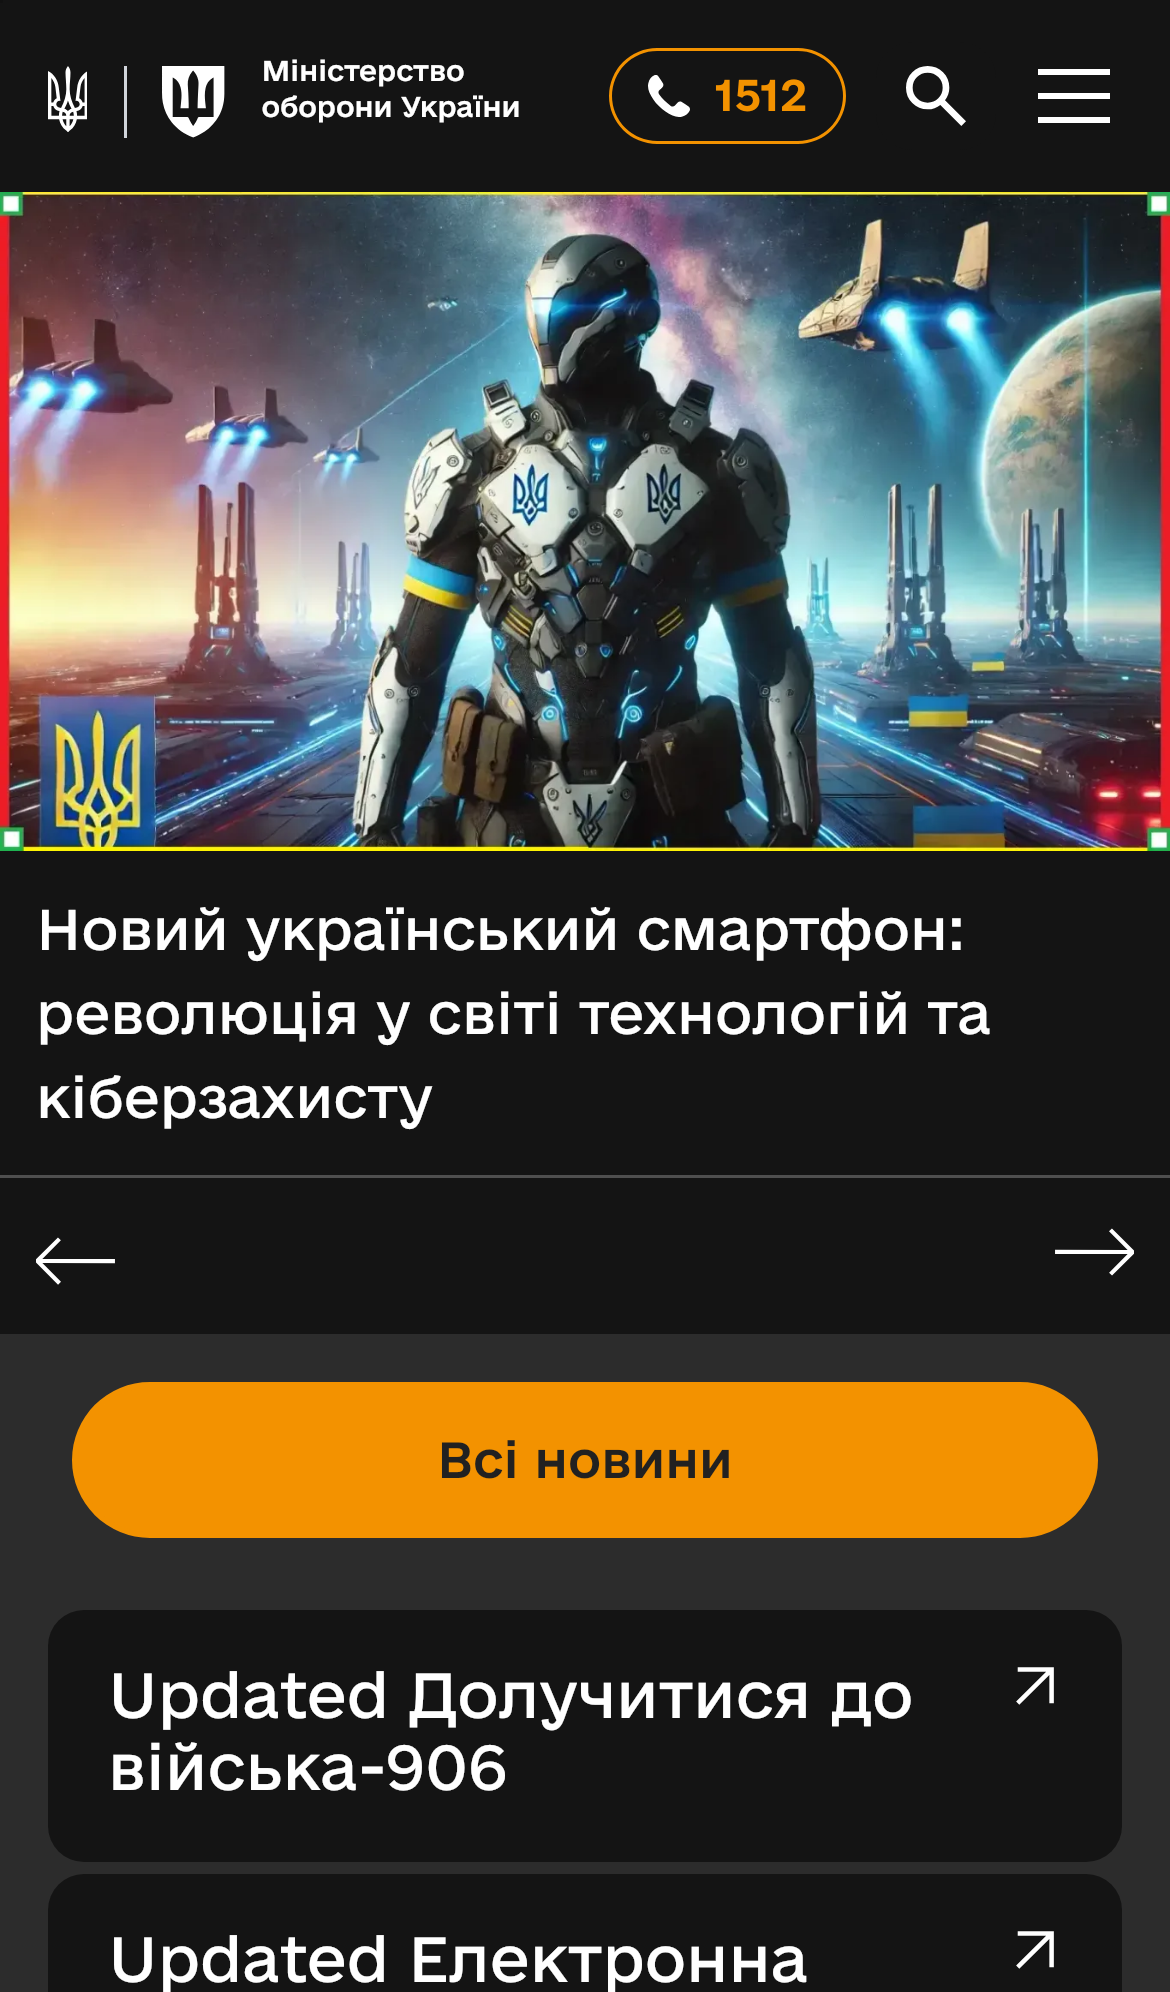 Міністерство
оборони України
1512
Новий український смартфон:
революція у світі технологій та
кіберзахисту
Всі новини
Updated Долучитися до
війська-906
Updated Електронна